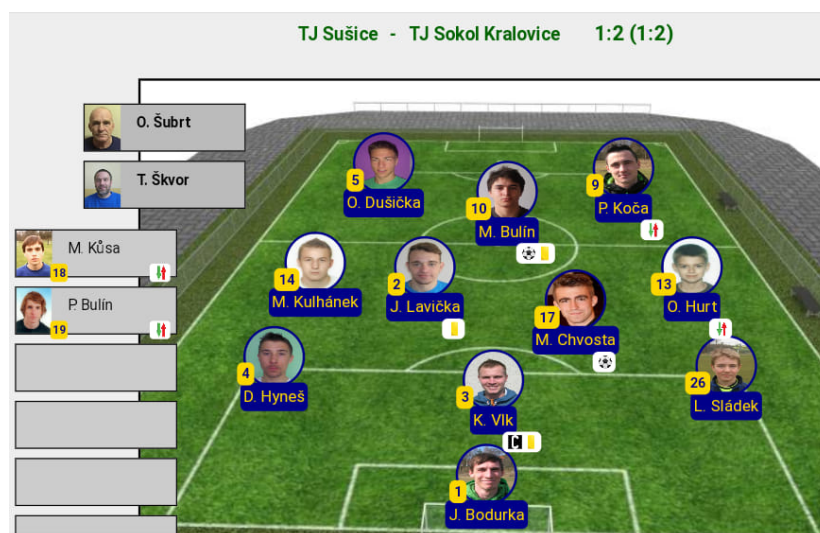 TJ Sušice - TJ Sokol Kralovice 1:2 (1:2)
O. Šubrt
T. Škvor
M. Kůsa
18
P. Bulín
19
5
O. Dušička
10
M. Bulín
9
P. Koča
14
M. Kulhánek
2
J. Lavička
17
M. Chvosta
13
O. Hurt
4
D. Hyneš
3
K. Vlk
C
26
L. Sládek
1
J. Bodurka